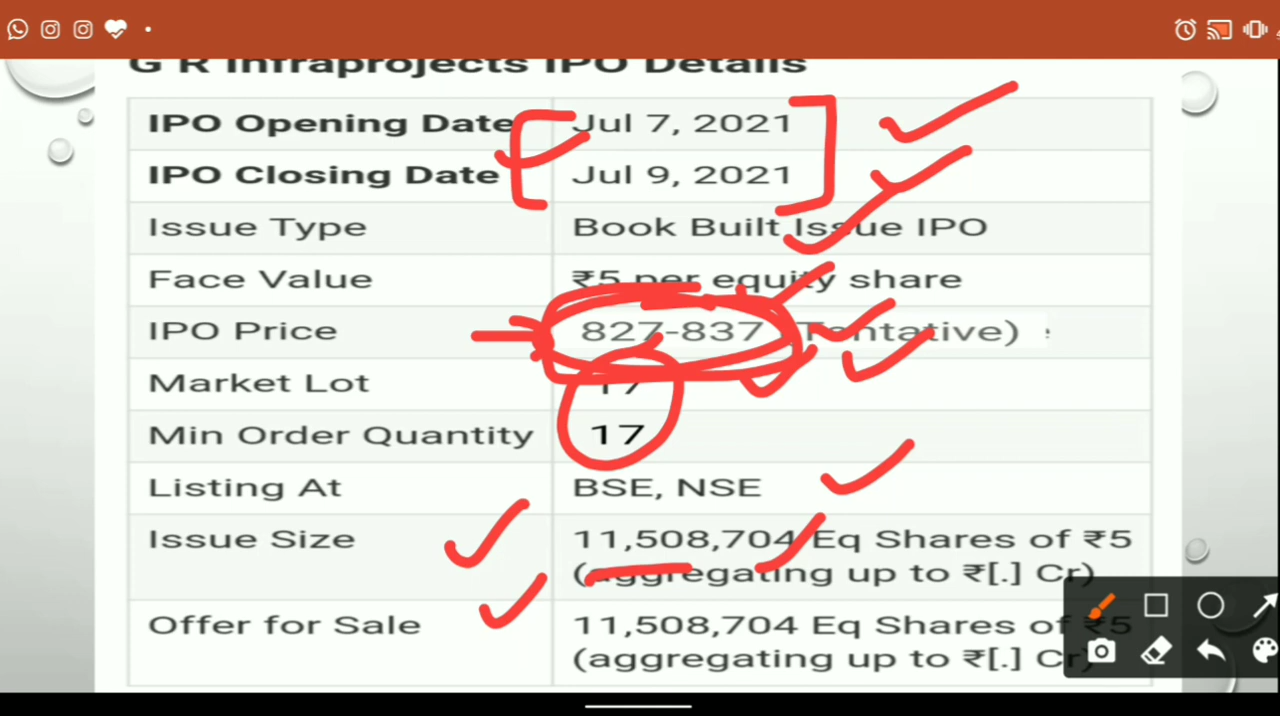 G R Infraprojects IPO Details
IPO Opening Date Jul 7, 2021
IPO Closing Date Jul 9, 2021
Issue Type Book Built Issue IPO
Face Value ₹5 per equity share
IPO Price 827-837 (Tentative)
Market Lot 17
Min Order Quantity 17
Listing At BSE, NSE
Issue Size 11,508,704 Eq Shares of ₹5
(aggregating up to ₹[.] Cr)
Offer for Sale 11,508,704 Eq Shares of ₹5
(aggregating up to ₹[.] Cr)